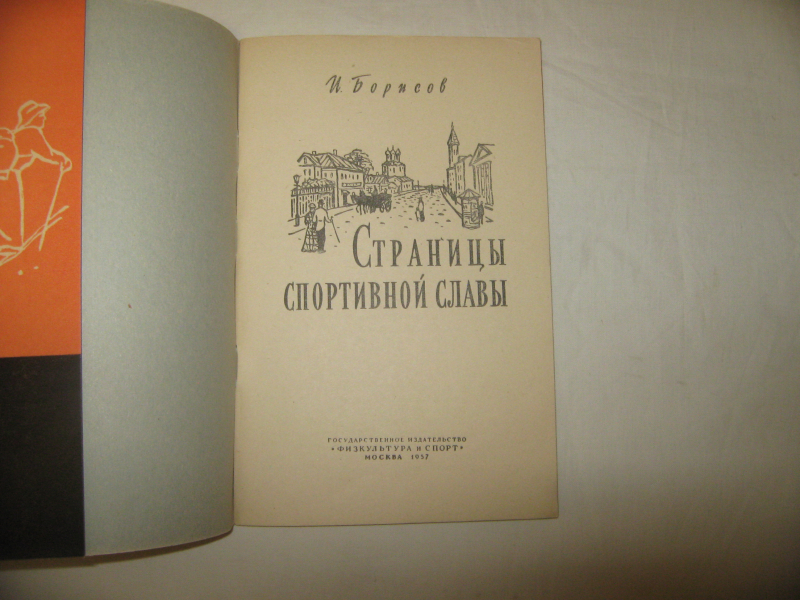 И. Борисов
СТРАНИЦЫ
СПОРТИВНОЙ СЛАВЫ
ГОСУДАРСТВЕННОЕ ИЗДАТЕЛЬСТВО
«ФИЗКУЛЬТУРА И СПОРТ»
МОСКВА 1957